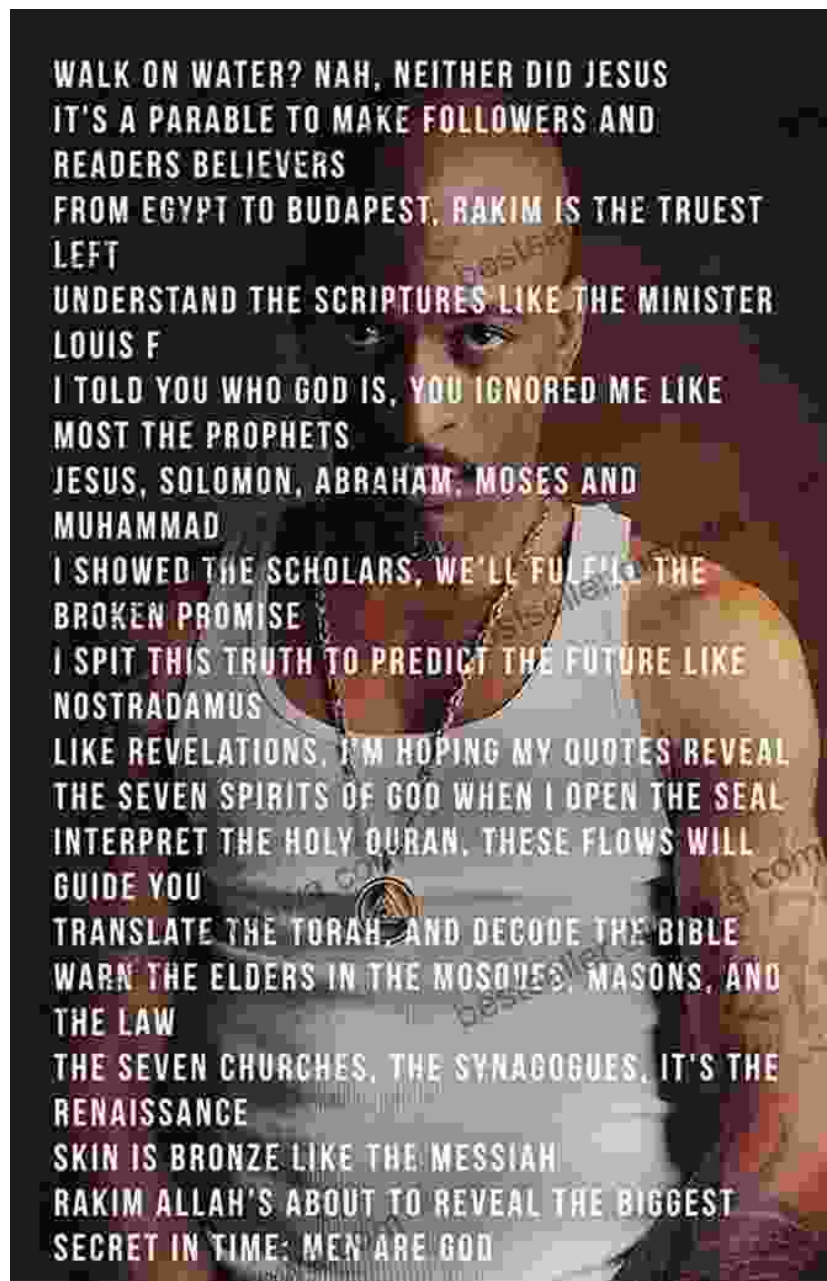 WALK ON WATER? NAH, NEITHER DID JESUS
IT'S A PARABLE TO MAKE FOLLOWERS AND
READERS BELIEVERS
FROM EGYPT TO BUDAPEST, RAKIM IS THE TRUEST
LEFT
UNDERSTAND THE SCRIPTURES LIKE THE MINISTER
LOUIS F
I TOLD YOU WHO GOD IS, YOU IGNORED ME LIKE
MOST THE PROPHETS
JESUS, SOLOMON, ABRAHAM, MOSES AND
MUHAMMAD
I SHOWED THE SCHOLARS, WE'LL FULFILL THE
BROKEN PROMISE
I SPIT THIS TRUTH TO PREDICT THE FUTURE LIKE
NOSTRADAMUS
LIKE REVELATIONS, I'M HOPING MY QUOTES REVEAL
THE SEVEN SPIRITS OF GOD WHEN I OPEN THE SEAL
INTERPRET THE HOLY QURAN, THESE FLOWS WILL
GUIDE YOU
TRANSLATE THE TORAH, AND DECODE THE BIBLE
WARN THE ELDERS IN THE MOSQUES, MASONS, AND
THE LAW
THE SEVEN CHURCHES, THE SYNAGOGUES, IT'S THE
RENAISSANCE
SKIN IS BRONZE LIKE THE MESSIAH
RAKIM ALLAH'S ABOUT TO REVEAL THE BIGGEST
SECRET IN TIME: MEN ARE GOD